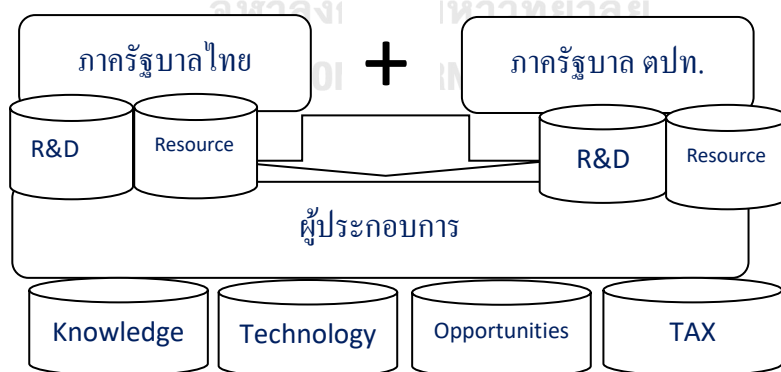 ภาครัฐบาลไทย
+
ภาครัฐบาล ตปท.
R&D
Resource
R&D
Resource
ผู้ประกอบการ
Knowledge
Technology
Opportunities
TAX